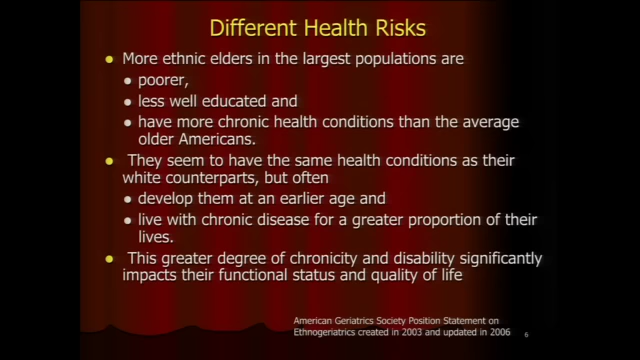 Different Health Risks
More ethnic elders in the largest populations are
poorer,
less well educated and
have more chronic health conditions than the average
older Americans.
They seem to have the same health conditions as their
white counterparts, but often
develop them at an earlier age and
live with chronic disease for a greater proportion of their
lives.
This greater degree of chronicity and disability significantly
impacts their functional status and quality of life
American Geriatrics Society Position Statement on
Ethnogeriatrics created in 2003 and updated in 2006
6